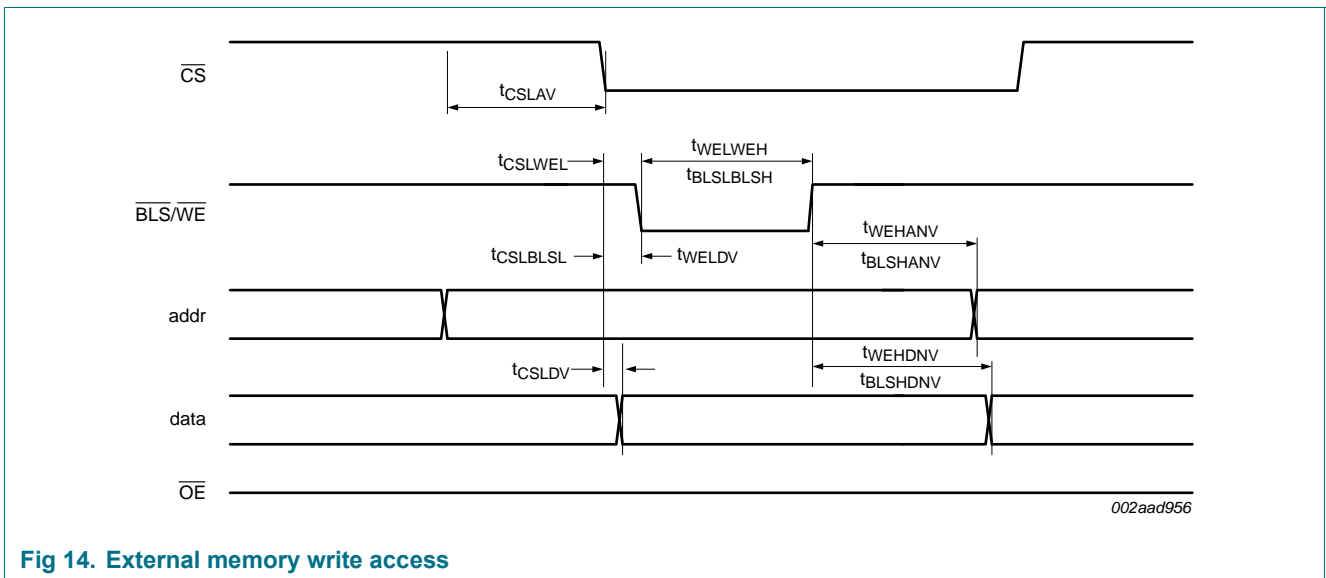 CS
tCSLAV
tCSLWEL
tWELWEH
tBLSLBLSH
BLS/WE
tCSLBLSL
tWELDV
tWEHANV
tBLSHANV
addr
tCSLDV
tWEHDNV
tBLSHDNV
data
OE
002aad956
Fig 14. External memory write access